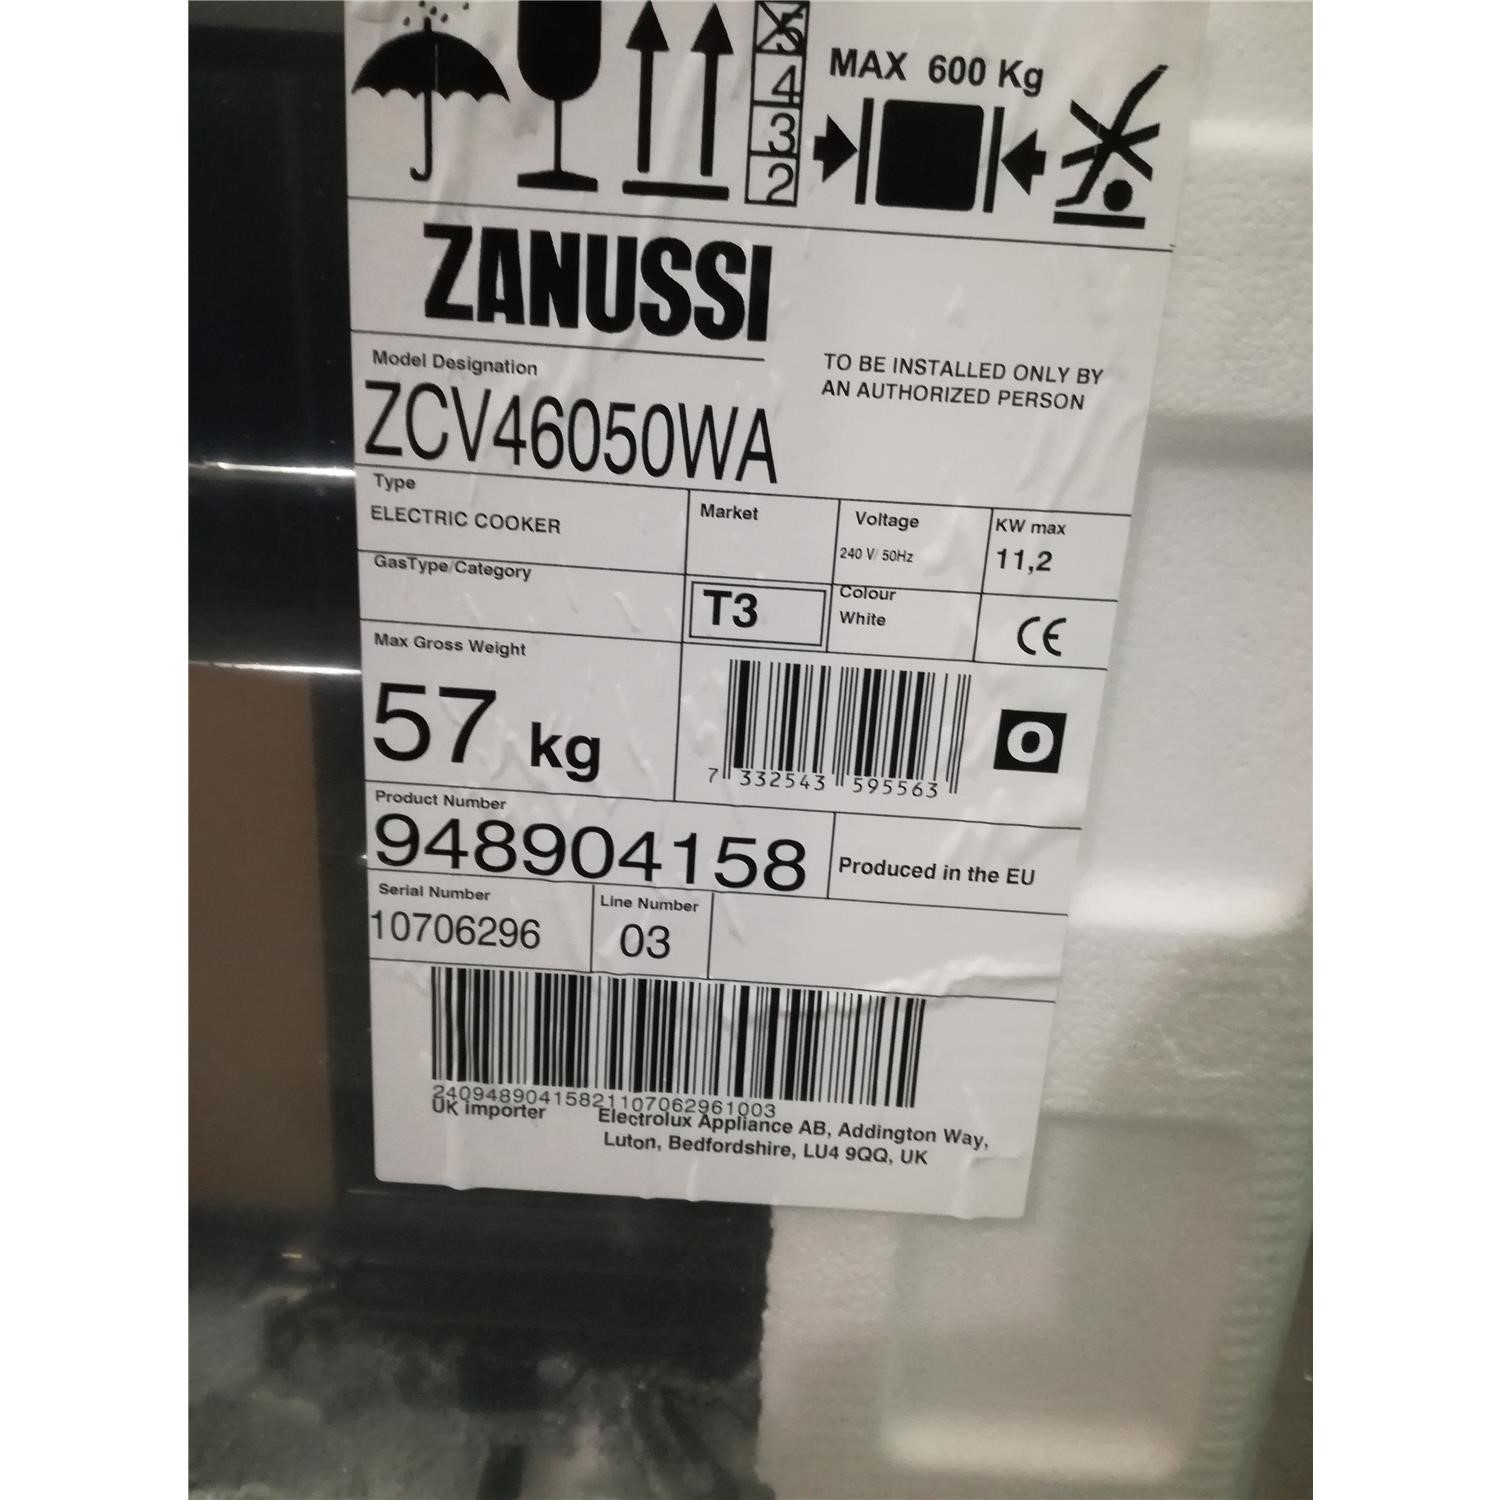 5
4
3
2
MAX 600 Kg
ZANUSSI
Model Designation
ZCV46050WA
TO BE INSTALLED ONLY BY
AN AUTHORIZED PERSON
Type
ELECTRIC COOKER
Market
Voltage
240 V/ 50Hz
KW max
11,2
GasType/Category
T3
Colour
White
CE
Max Gross Weight
57 kg
7 332543 595563
O
Product Number
948904158
Produced in the EU
Serial Number
10706296
Line Number
03
24094890415821107062961003
UK importer Electrolux Appliance AB, Addington Way,
Luton, Bedfordshire, LU4 9QQ, UK